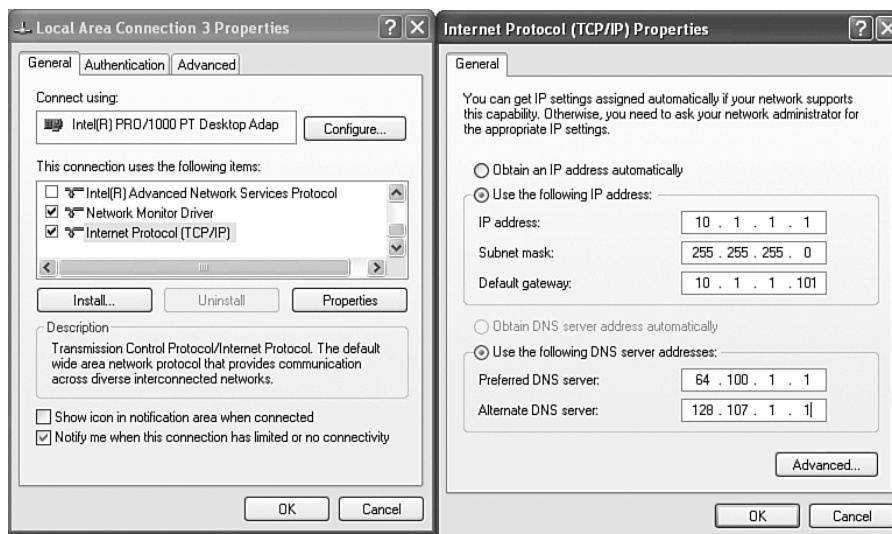 Local Area Connection 3 Properties
General Authentication Advanced
Connect using:
Intel(R) PRO/1000 PT Desktop Adap
Configure...
This connection uses the following items:
Intel(R) Advanced Network Services Protocol
Network Monitor Driver
Internet Protocol (TCP/IP)
Install... Uninstall Properties
Description
Transmission Control Protocol/Internet Protocol. The default
wide area network protocol that provides communication
across diverse interconnected networks.
Show icon in notification area when connected
Notify me when this connection has limited or no connectivity
OK Cancel
Internet Protocol (TCP/IP) Properties
General
You can get IP settings assigned automatically if your network supports
this capability. Otherwise, you need to ask your network administrator for
the appropriate IP settings.
Obtain an IP address automatically
Use the following IP address:
IP address: 10 . 1 . 1 . 1
Subnet mask: 255 . 255 . 255 . 0
Default gateway: 10 . 1 . 1 . 101
Obtain DNS server address automatically
Use the following DNS server addresses:
Preferred DNS server: 64 . 100 . 1 . 1
Alternate DNS server: 128 . 107 . 1 . 1
Advanced...
OK Cancel